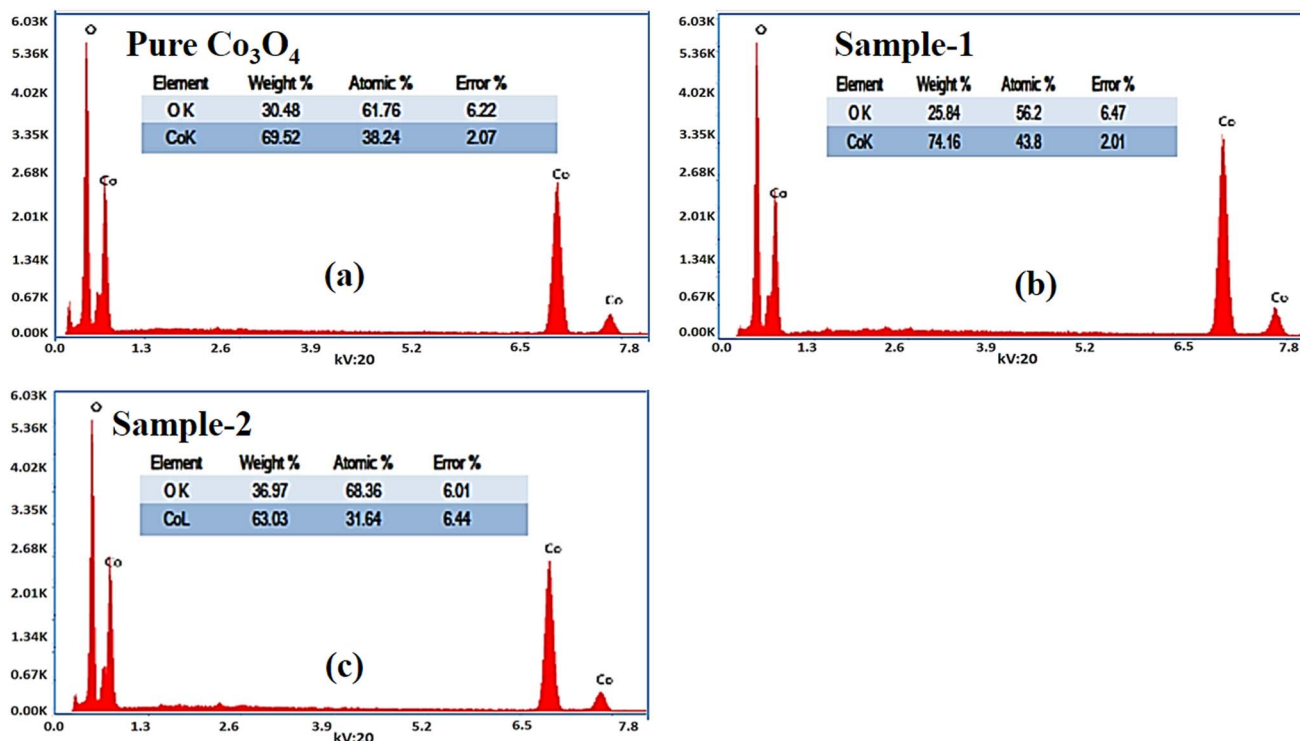 Pure Co₃O₄
6.03K
5.36K
4.02K
3.35K
2.68K
2.01K
1.34K
0.67K
0.00K
O
Element Weight % Atomic % Error %
O K 30.48 61.76 6.22
CoK 69.52 38.24 2.07
Co
Co
Co
(a)
0.0 1.3 2.6 3.9 5.2 6.5 7.8
kV:20
Sample-1
6.03K
5.36K
4.02K
3.35K
2.68K
2.01K
1.34K
0.67K
0.00K
O
Element Weight % Atomic % Error %
O K 25.84 56.2 6.47
CoK 74.16 43.8 2.01
Co
Co
Co
(b)
0.0 1.3 2.6 3.9 5.2 6.5 7.8
kV:20
Sample-2
6.03K
5.36K
4.02K
3.35K
2.68K
2.01K
1.34K
0.67K
0.00K
O
Element Weight % Atomic % Error %
O K 36.97 68.36 6.01
CoL 63.03 31.64 6.44
Co
Co
Co
(c)
0.0 1.3 2.6 3.9 5.2 6.5 7.8
kV:20